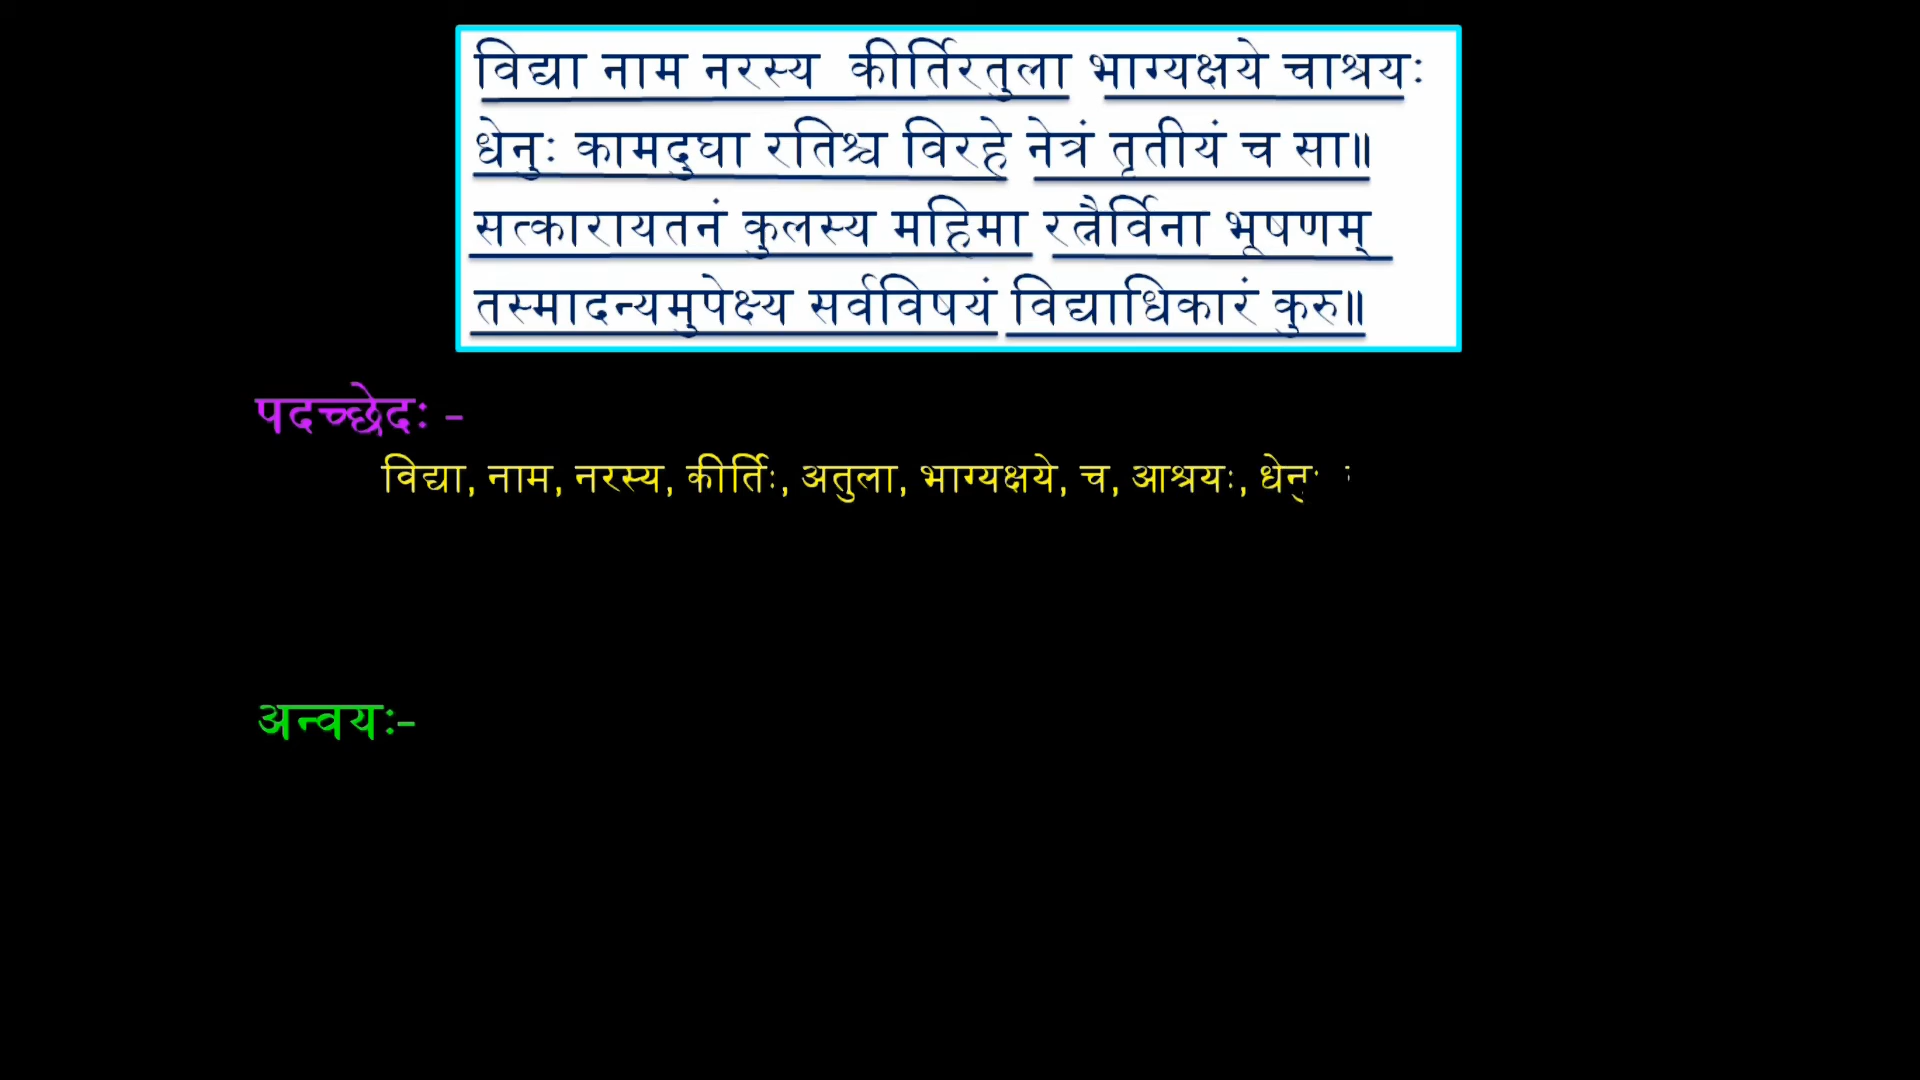 विद्या नाम नरस्य कीर्तिरतुला भाग्यक्षये चाश्रयः
धेनुः कामदुघा रतिश्च विरहे नेत्रं तृतीयं च सा॥
सत्कारायतनं कुलस्य महिमा रत्नैर्विना भूषणम्
तस्मादन्यमुपेक्ष्य सर्वविषयं विद्याधिकारं कुरु॥
पदच्छेदः -
विद्या, नाम, नरस्य, कीर्तिः, अतुला, भाग्यक्षये, च, आश्रयः,
अन्वयः-